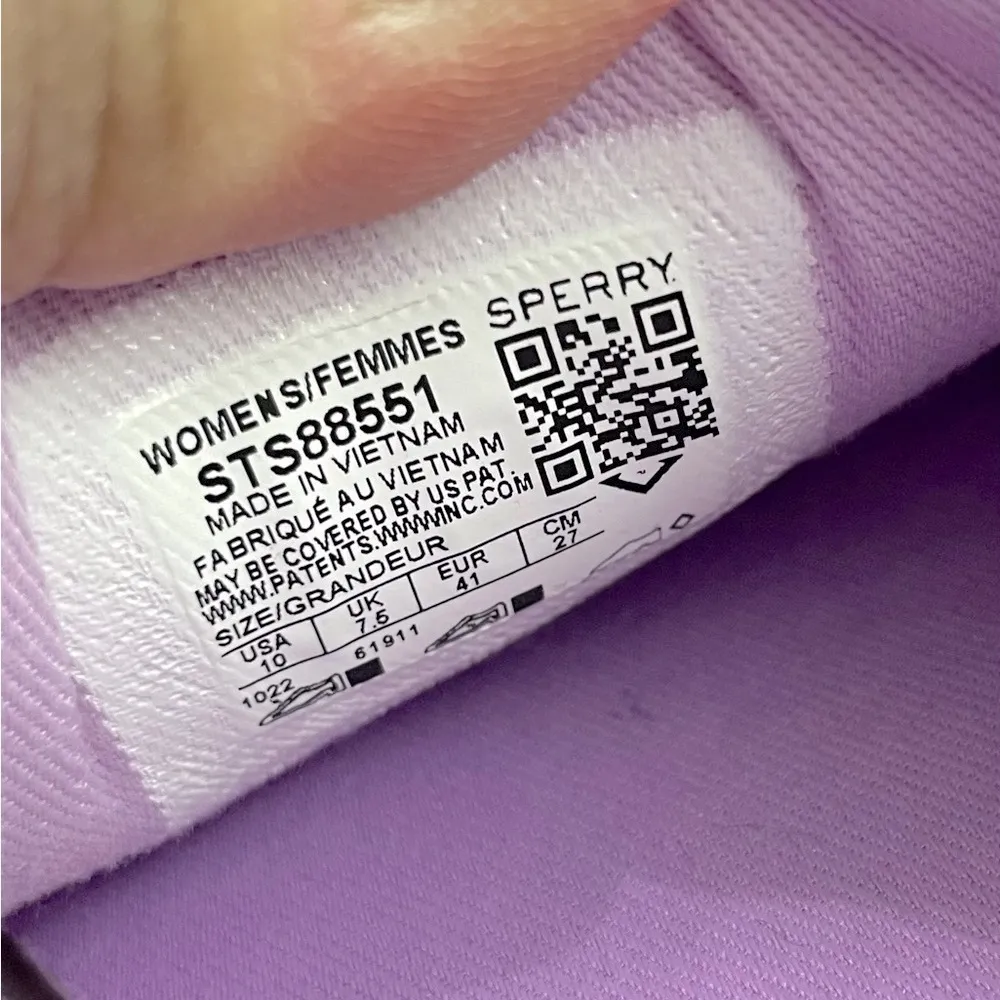 SPERRY
WOMENS/FEMMES
STS88551
MADE IN VIETNAM
FABRIQUÉ AU VIETNAM
MAY BE COVERED BY US PAT.
WWW.PATENTS.WWWINC.COM
SIZE/GRANDEUR
USA UK EUR CM
10 7.5 41 27
1022 61911